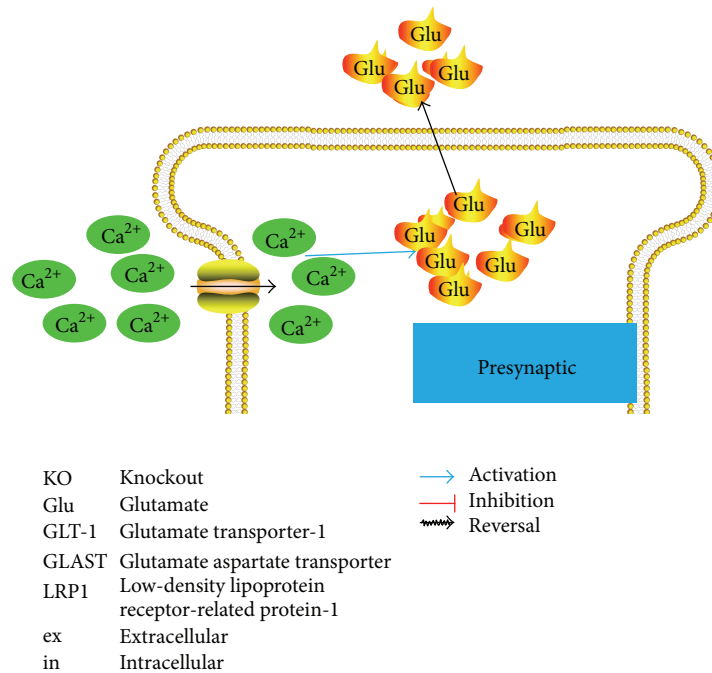 Glu
Glu
Glu
Glu
Glu
Glu
Glu
Glu
Glu
Glu
Ca2+
Ca2+
Ca2+
Ca2+
Ca2+
Ca2+
Ca2+
Ca2+
Presynaptic
KO Knockout
Glu Glutamate
GLT-1 Glutamate transporter-1
GLAST Glutamate aspartate transporter
LRP1 Low-density lipoprotein
receptor-related protein-1
ex Extracellular
in Intracellular
Activation
Inhibition
Reversal